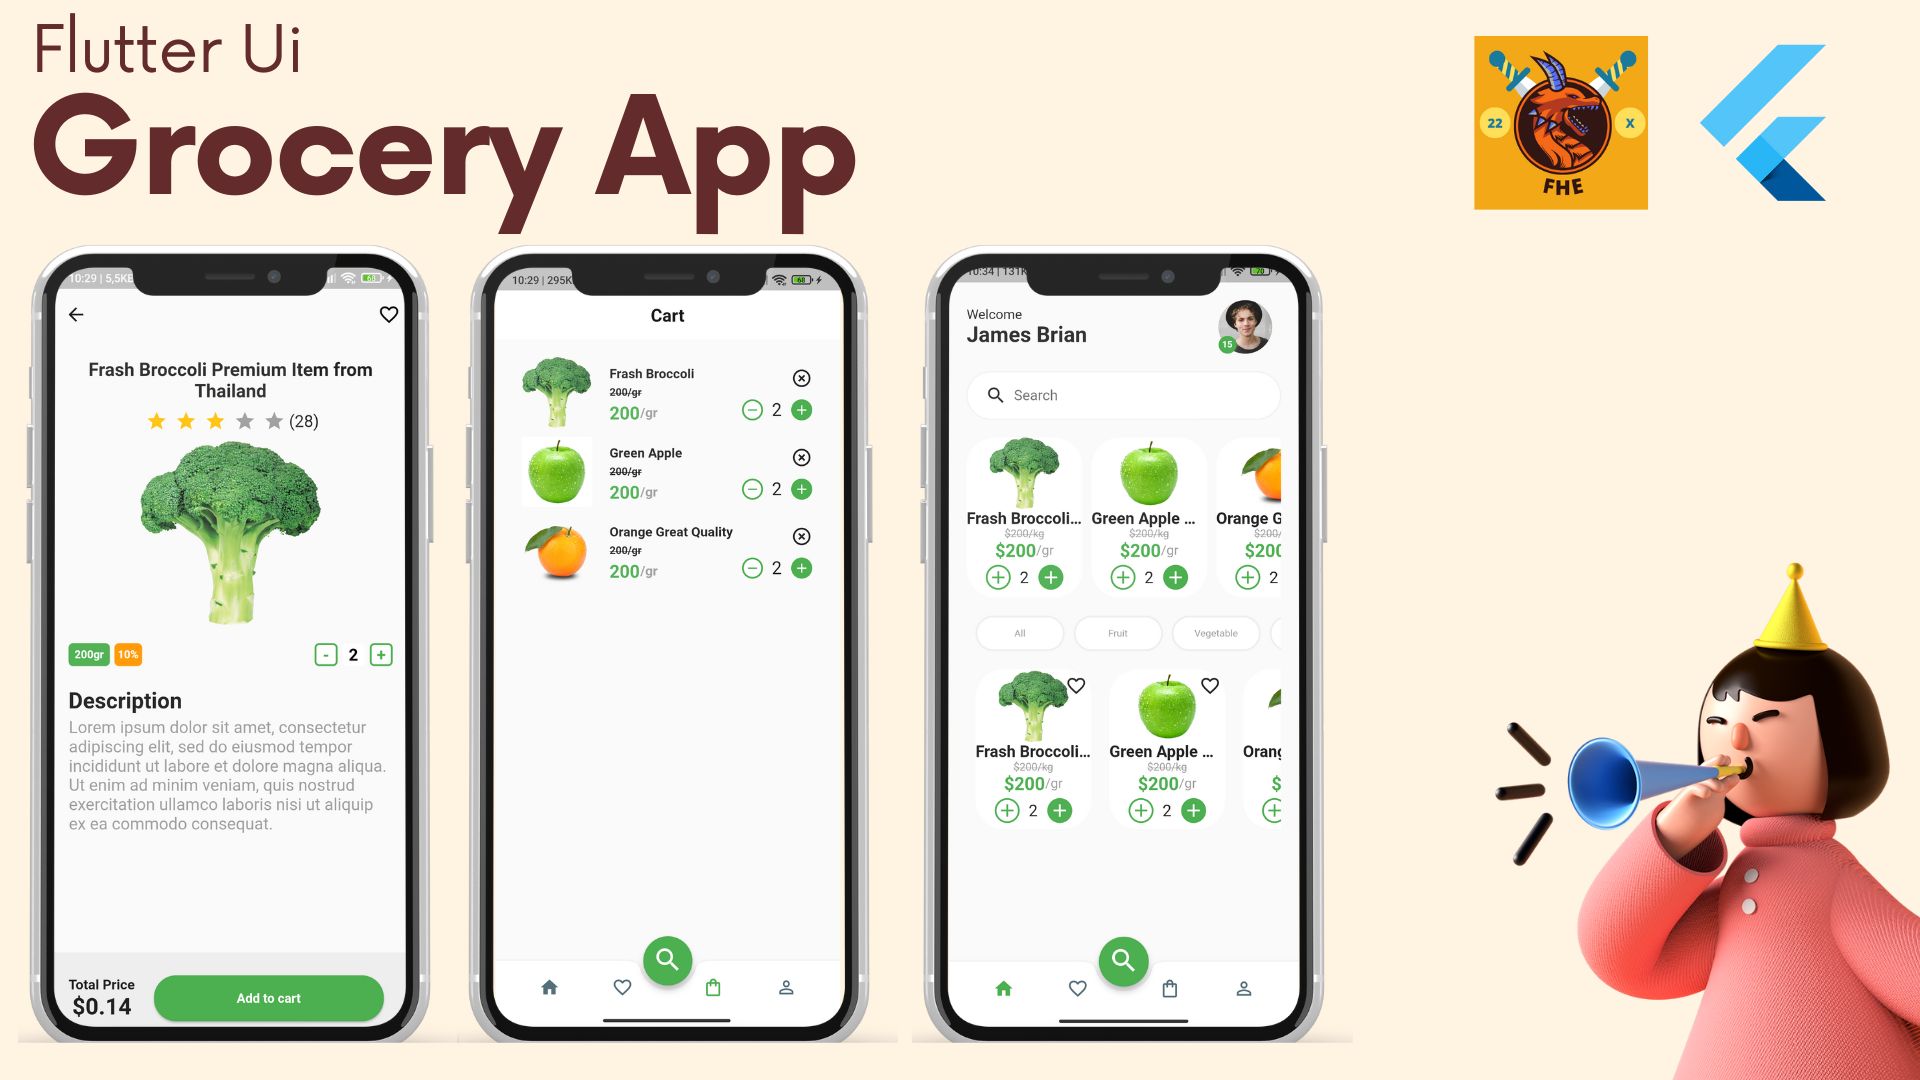 Flutter Ui
Grocery App
22
X
FHE
10:29 | 5,5KB
68
Frash Broccoli Premium Item from
Thailand
(28)
200gr
10%
- 2 +
Description
Lorem ipsum dolor sit amet, consectetur
adipiscing elit, sed do eiusmod tempor
incididunt ut labore et dolore magna aliqua.
Ut enim ad minim veniam, quis nostrud
exercitation ullamco laboris nisi ut aliquip
ex ea commodo consequat.
Total Price
$0.14
Add to cart
10:29 | 295K
68
Cart
Frash Broccoli
200/gr
200/gr
2
Green Apple
200/gr
200/gr
2
Orange Great Quality
200/gr
200/gr
2
10:34 | 131K
70
Welcome
James Brian
15
Search
Frash Broccoli... Green Apple ... Orange G
$200/kg $200/kg $200/
$200/gr $200/gr $200
2 2 2
All Fruit Vegetable
Frash Broccoli... Green Apple ... Orang
$200/kg $200/kg
$200/gr $200/gr $
2 2